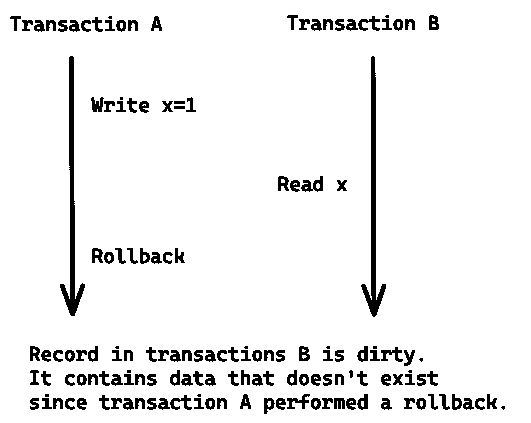 Transaction A
Transaction B
Write x=1
Read x
Rollback
Record in transactions B is dirty.
It contains data that doesn't exist
since transaction A performed a rollback.